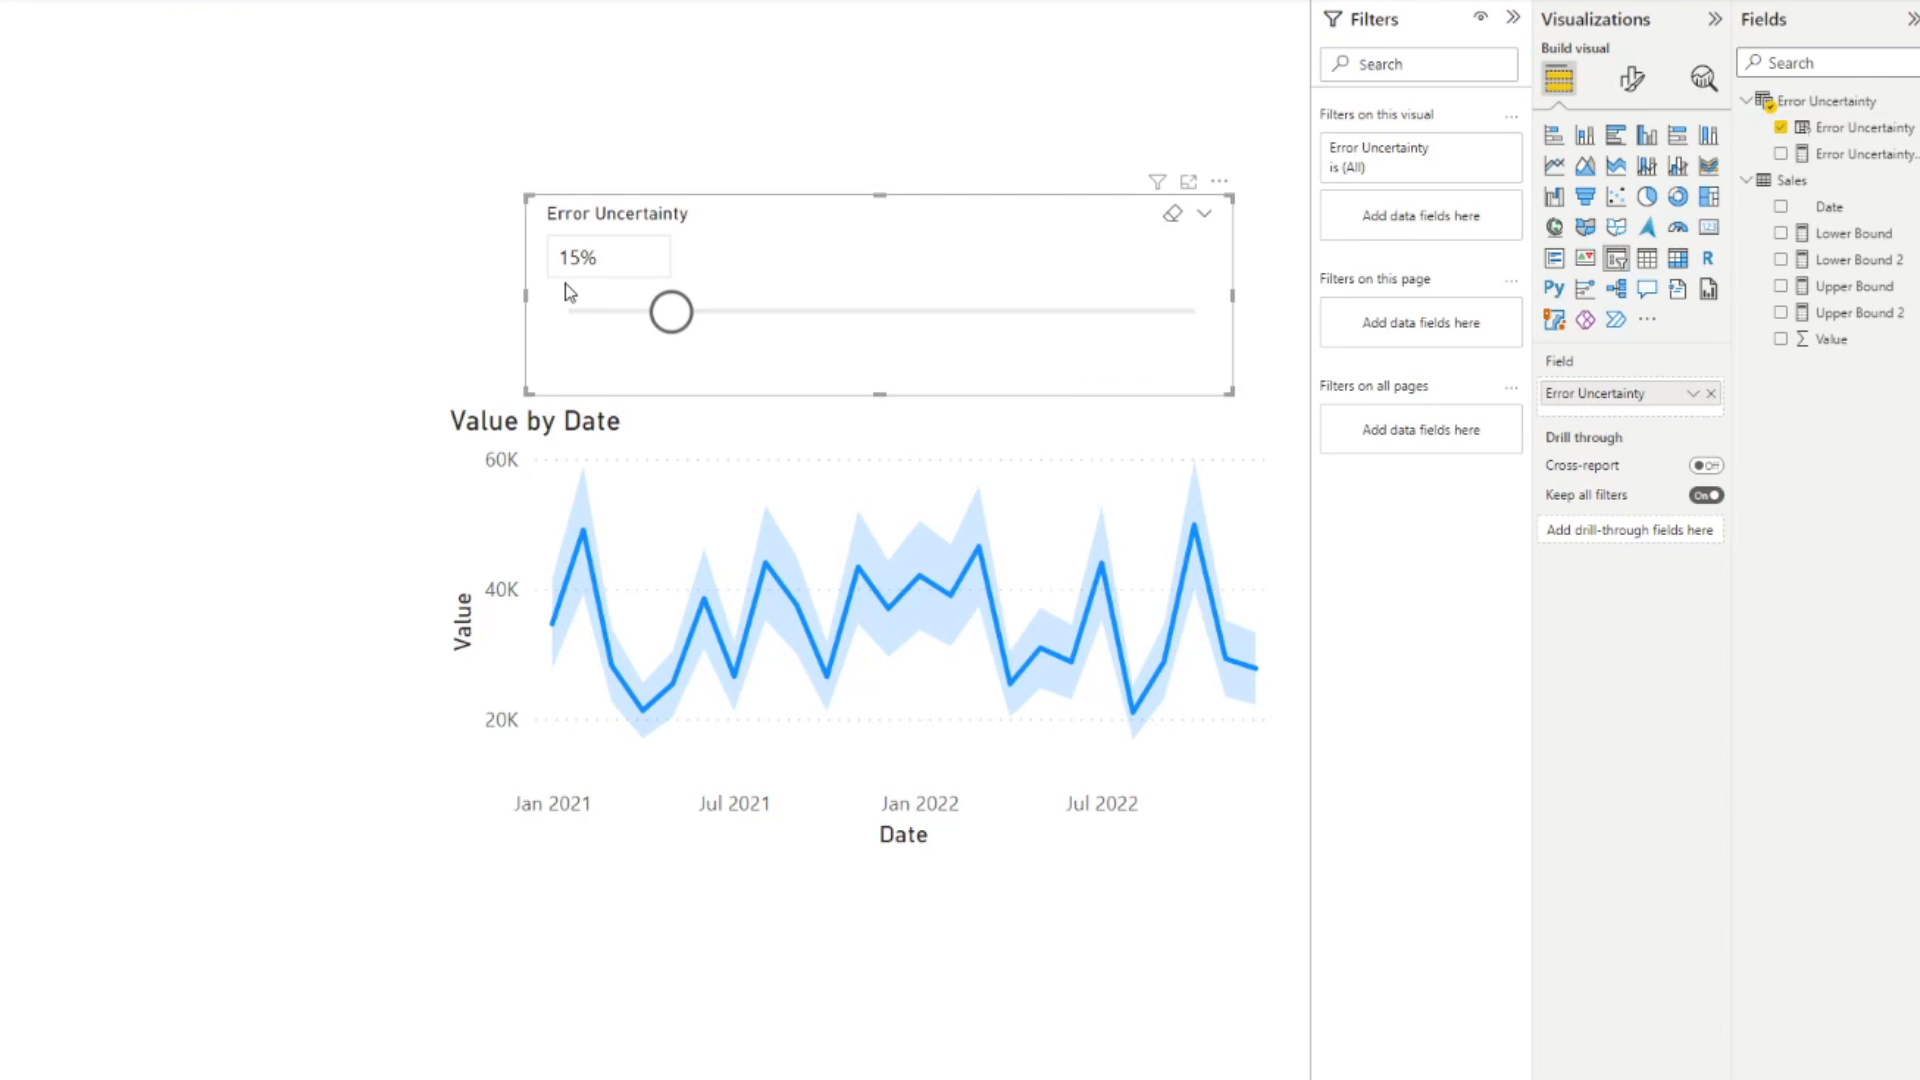 Filters
Search
Filters on this visual
Error Uncertainty
is (All)
Add data fields here
Filters on this page
Add data fields here
Filters on all pages
Add data fields here
Visualizations
Build visual
123
R
Py
Field
Error Uncertainty
Drill through
Cross-report
Off
Keep all filters
On
Add drill-through fields here
Fields
Search
Error Uncertainty
Error Uncertainty
Error Uncertainty...
Sales
Date
Lower Bound
Lower Bound 2
Upper Bound
Upper Bound 2
Value
Error Uncertainty
15%
Value by Date
60K
40K
20K
Value
Jan 2021
Jul 2021
Jan 2022
Jul 2022
Date